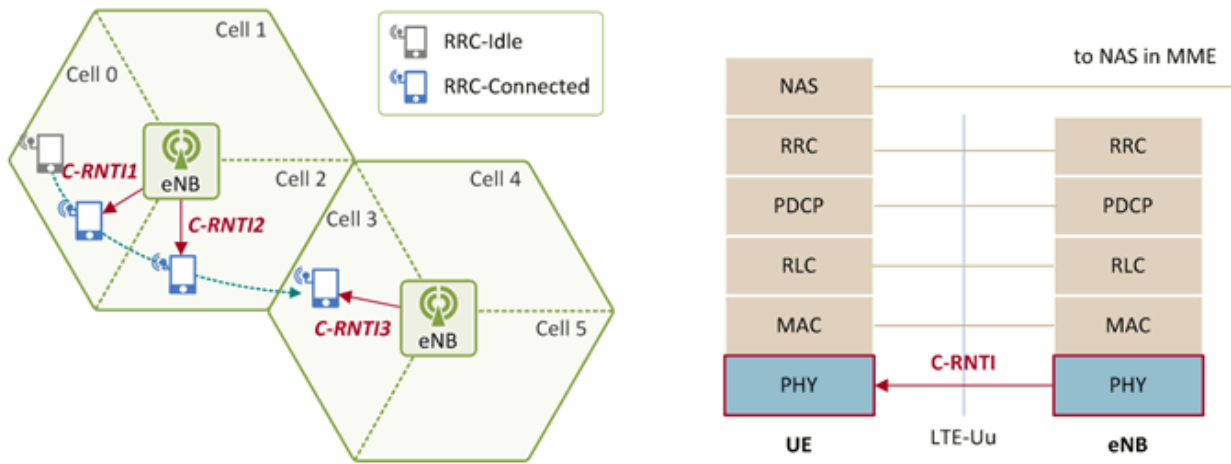 Cell 1
Cell 0
C-RNTI1
eNB
Cell 2
C-RNTI2
RRC-Idle
RRC-Connected
Cell 4
Cell 3
C-RNTI3
eNB
Cell 5
to NAS in MME
NAS
RRC RRC
PDCP PDCP
RLC RLC
MAC MAC
C-RNTI
PHY PHY
UE LTE-Uu eNB